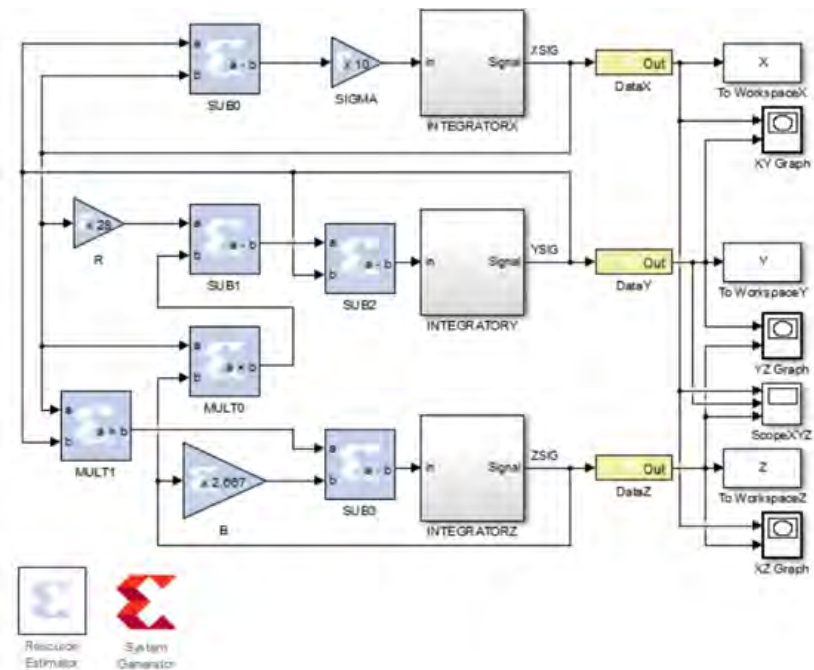 a
b
a - b
SUB0
x 10
SIGMA
In
Signal
INTEGRATORX
XSIG
Out
DataX
X
To WorkspaceX
XY Graph
x 28
R
a
b
a - b
SUB1
a
b
a - b
SUB2
In
Signal
INTEGRATORY
YSIG
Out
DataY
Y
To WorkspaceY
YZ Graph
ScopeXYZ
a
b
a × b
MULT0
a
b
a × b
MULT1
x 2.667
B
a
b
a - b
SUB3
In
Signal
INTEGRATORZ
ZSIG
Out
DataZ
Z
To WorkspaceZ
XZ Graph
Resource
Estimator
System
Generator